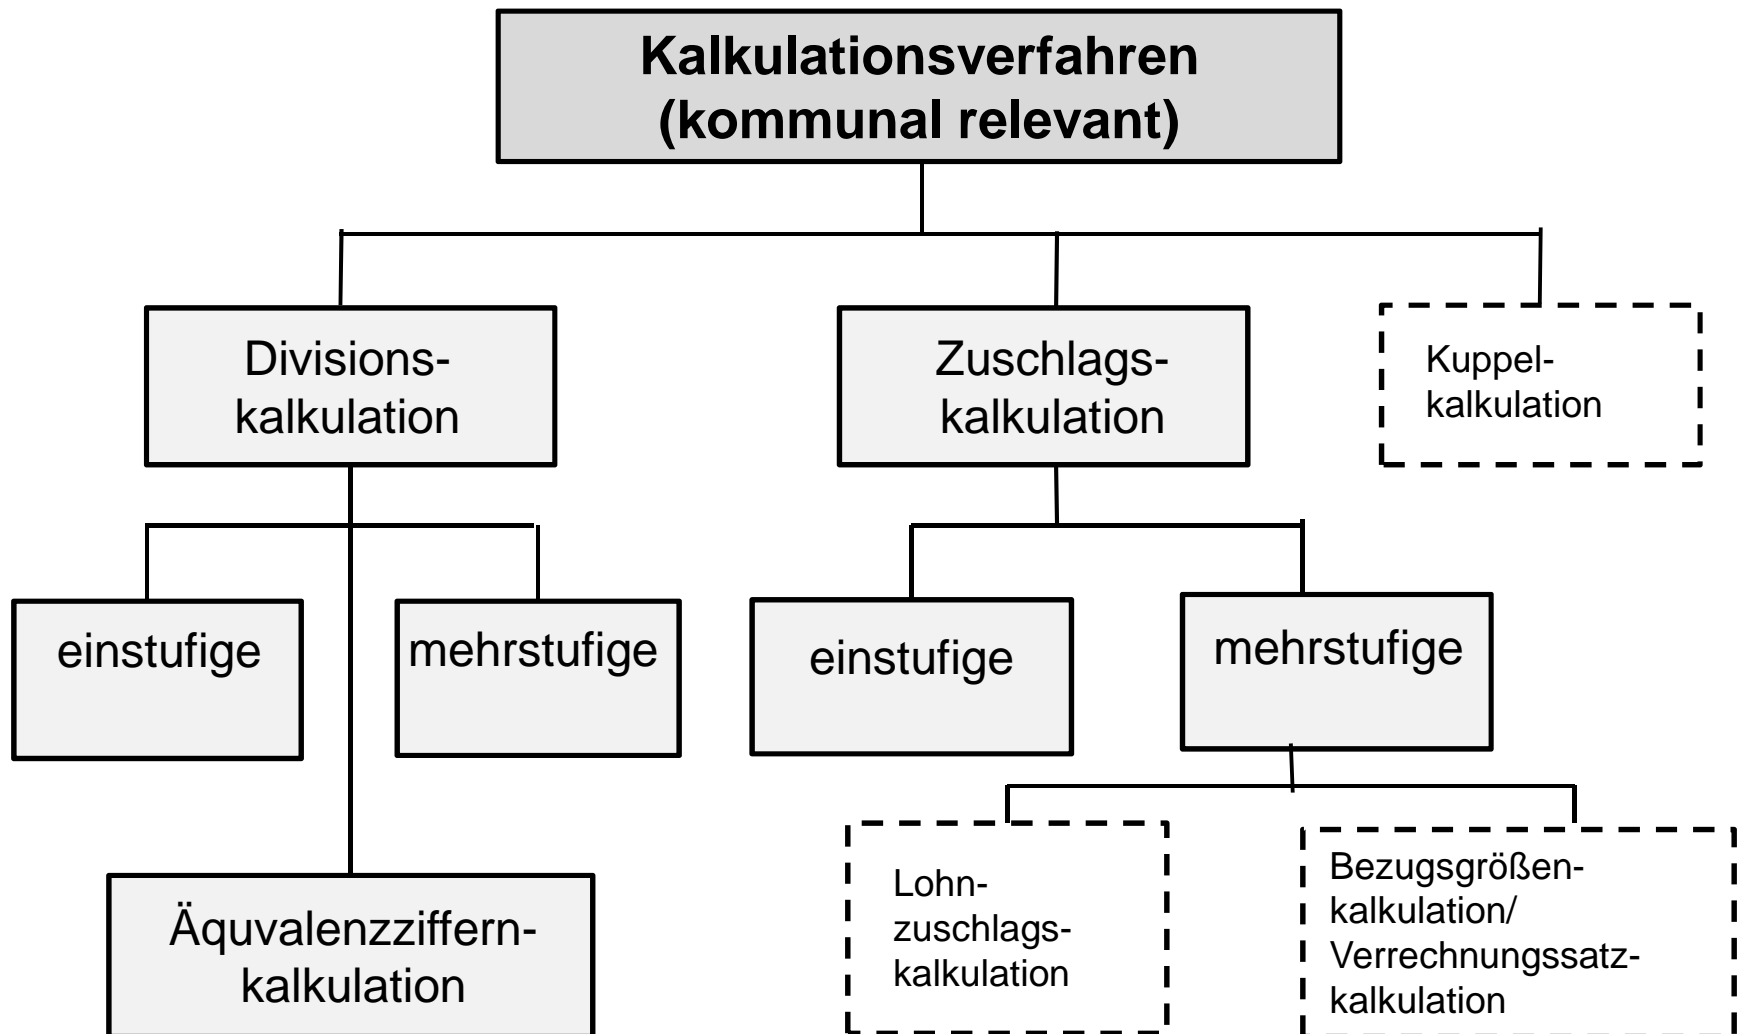 Kalkulationsverfahren
(kommunal relevant)
Divisions-
kalkulation
Zuschlags-
kalkulation
Kuppel-
kalkulation
einstufige
mehrstufige
einstufige
mehrstufige
Äquvalenzziffern-
kalkulation
Lohn-
zuschlags-
kalkulation
Bezugsgrößen-
kalkulation/
Verrechnungssatz-
kalkulation